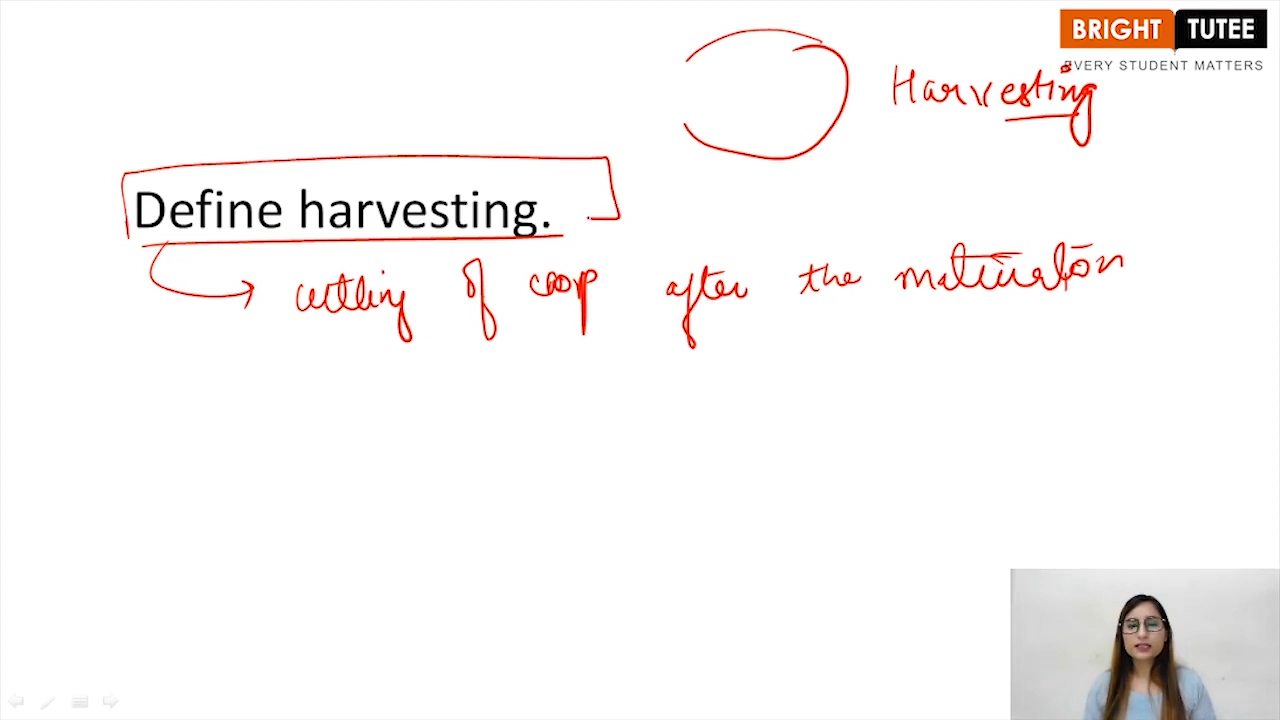 BRIGHT TUTEE
EVERY STUDENT MATTERS
Harvesting
Define harvesting.
cutting of crop after the maturation